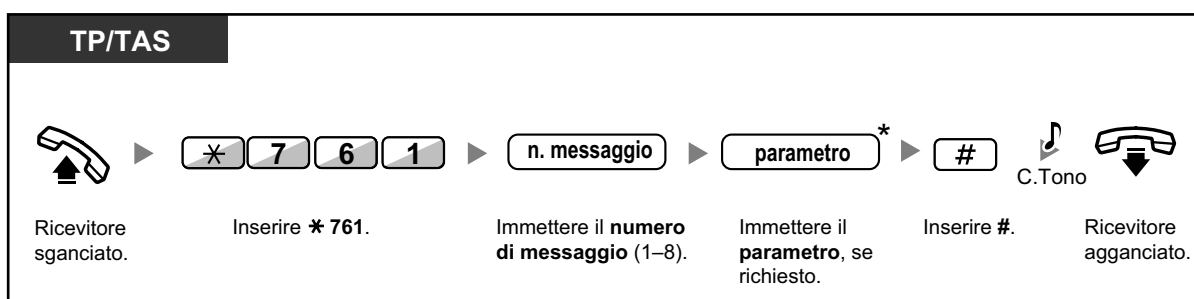 TP/TAS
* 7 6 1 n. messaggio parametro * #
C.Tono
Ricevitore sganciato.
Inserire * 761.
Immettere il numero di messaggio (1–8).
Immettere il parametro, se richiesto.
Inserire #.
Ricevitore agganciato.